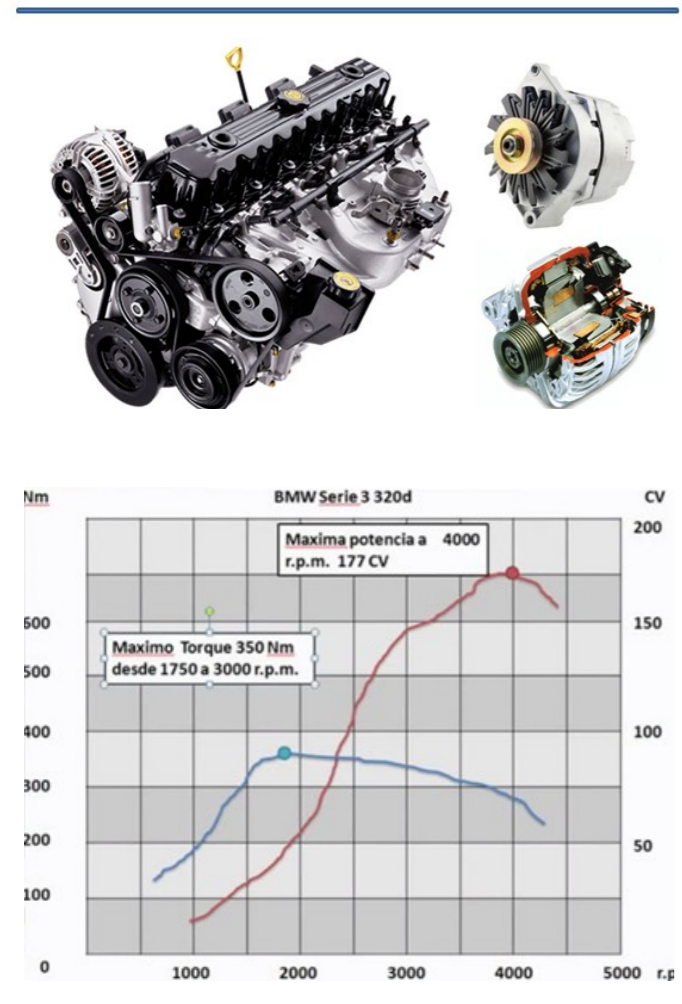 Nm
BMW Serie 3 320d
CV
200
Maxima potencia a 4000
r.p.m. 177 CV
600
150
Maximo Torque 350 Nm
desde 1750 a 3000 r.p.m.
500
400
100
300
200
50
100
0
1000 2000 3000 4000 5000 r.p